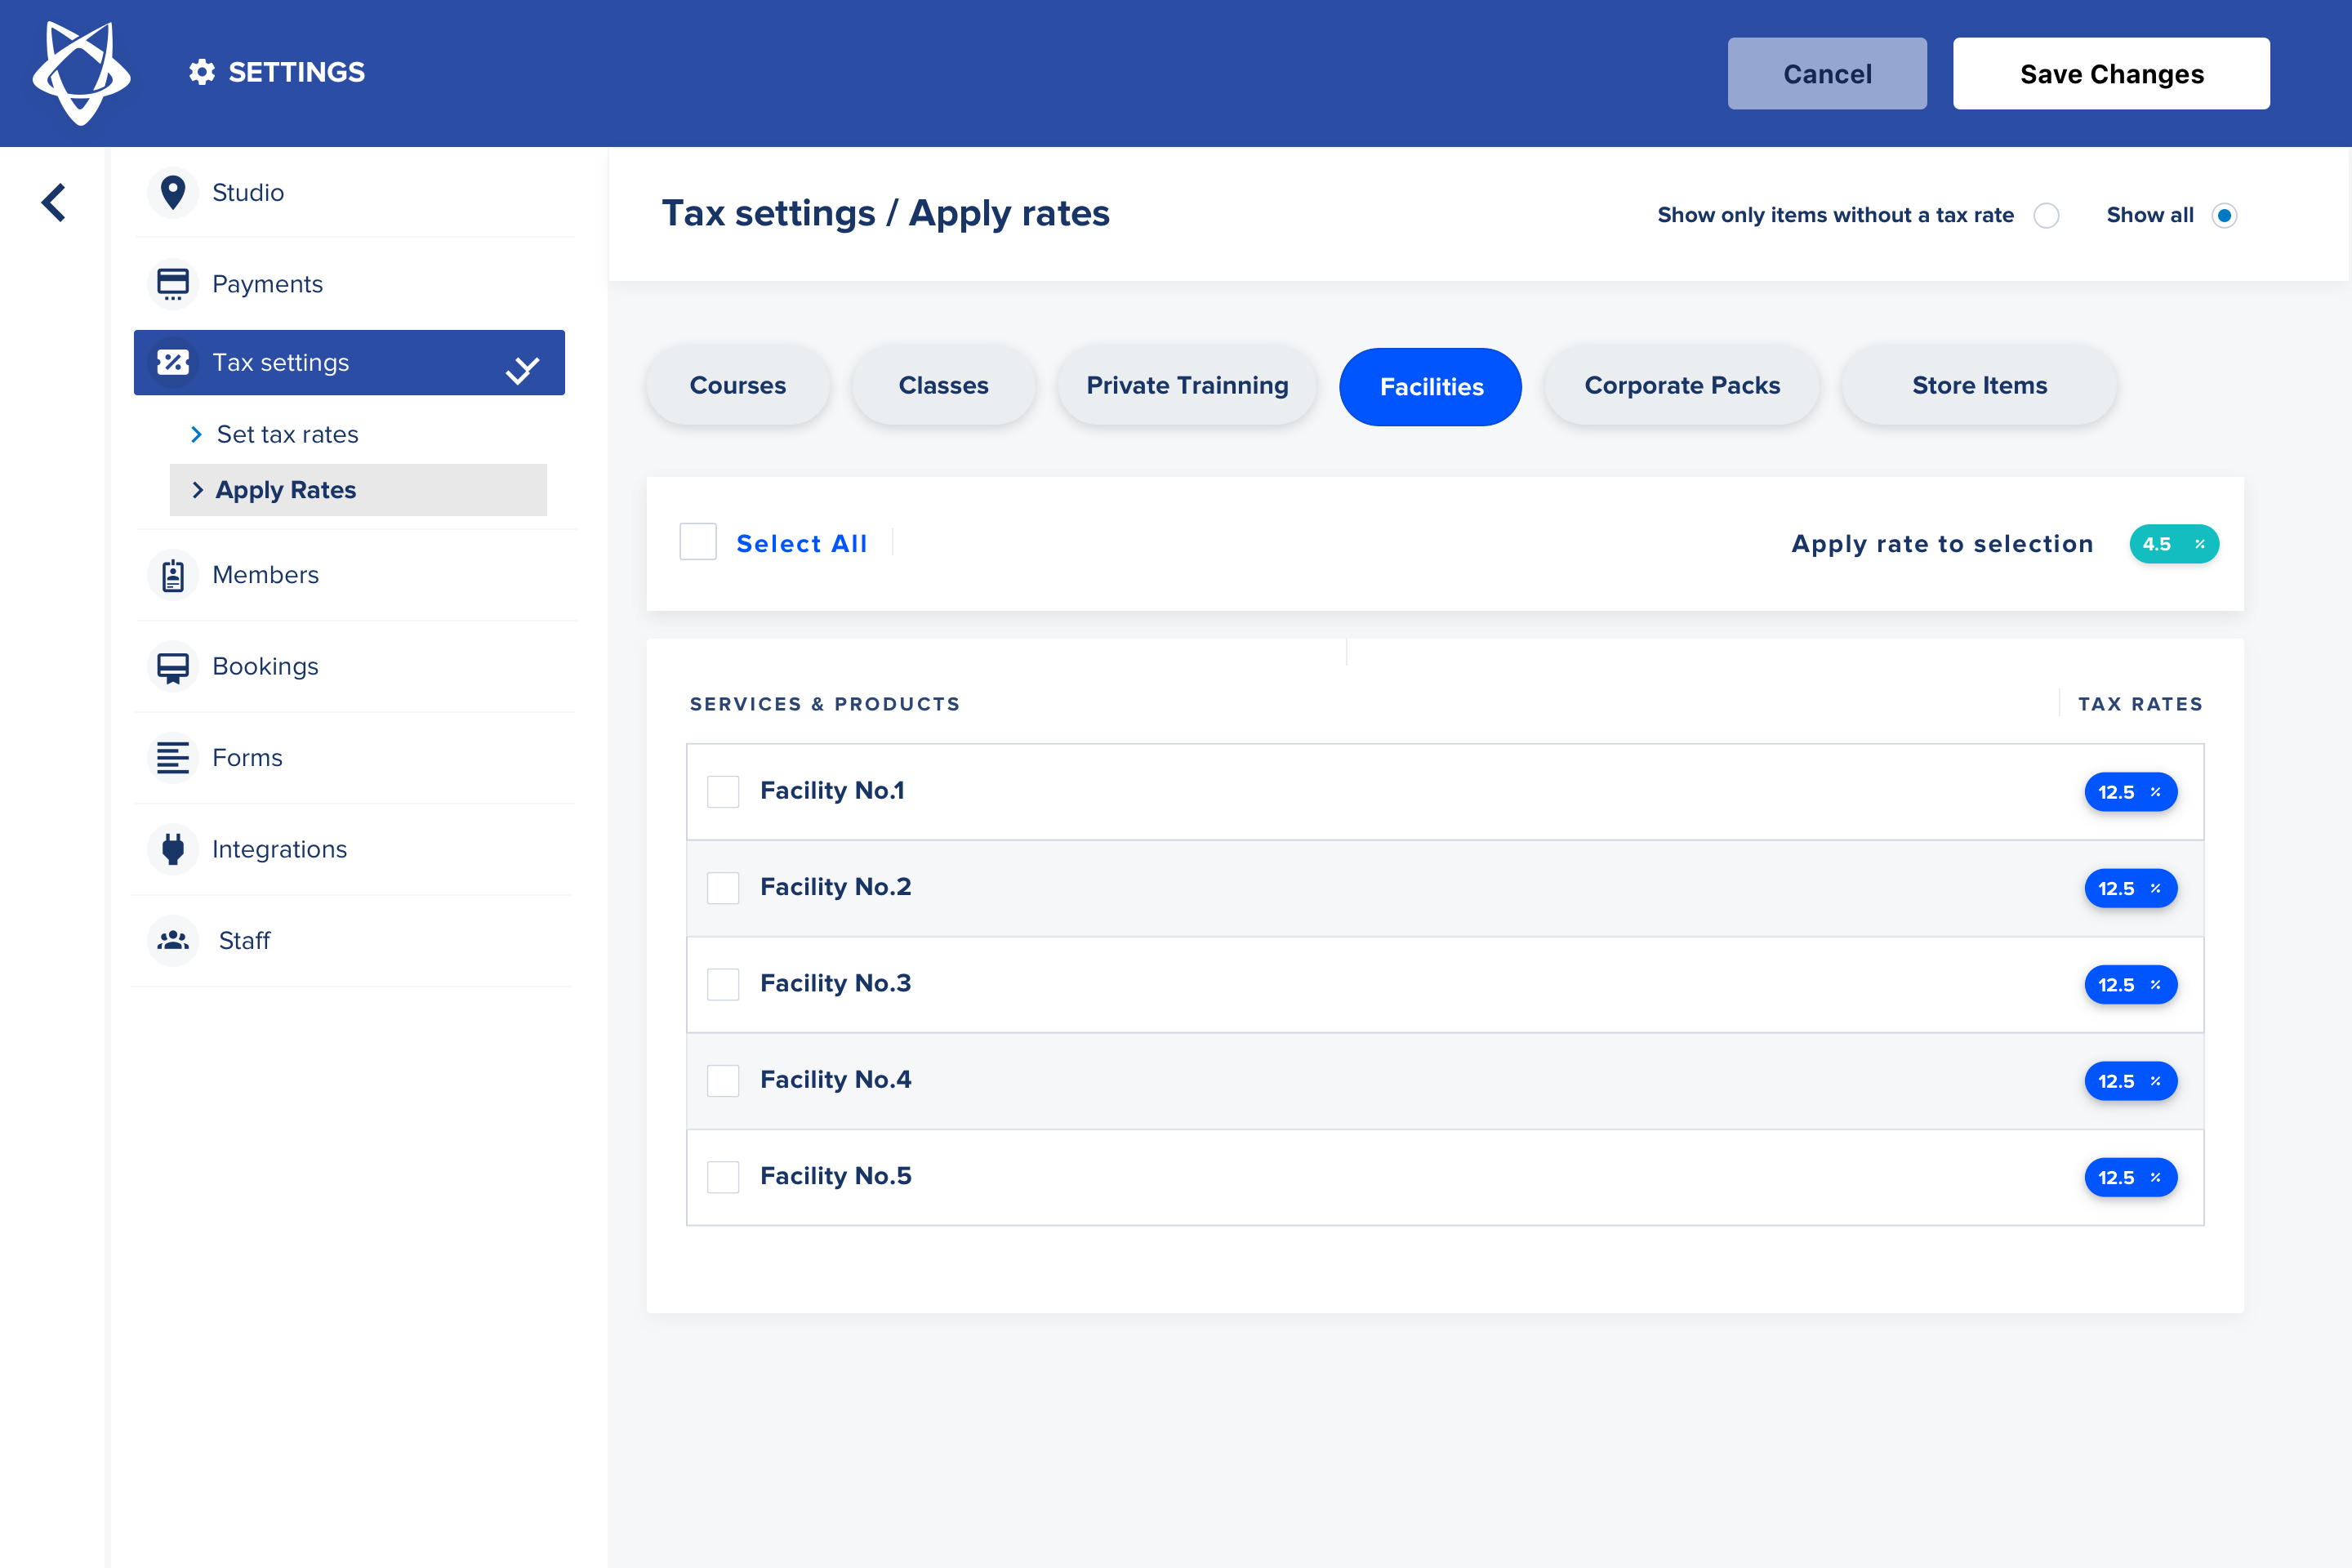 SETTINGS
Cancel
Save Changes
Studio
Payments
Tax settings
Set tax rates
Apply Rates
Members
Bookings
Forms
Integrations
Staff
Tax settings / Apply rates
Show only items without a tax rate
Show all
Courses
Classes
Private Trainning
Facilities
Corporate Packs
Store Items
Select All
Apply rate to selection
4.5 %
SERVICES & PRODUCTS
TAX RATES
Facility No.1
12.5 %
Facility No.2
12.5 %
Facility No.3
12.5 %
Facility No.4
12.5 %
Facility No.5
12.5 %